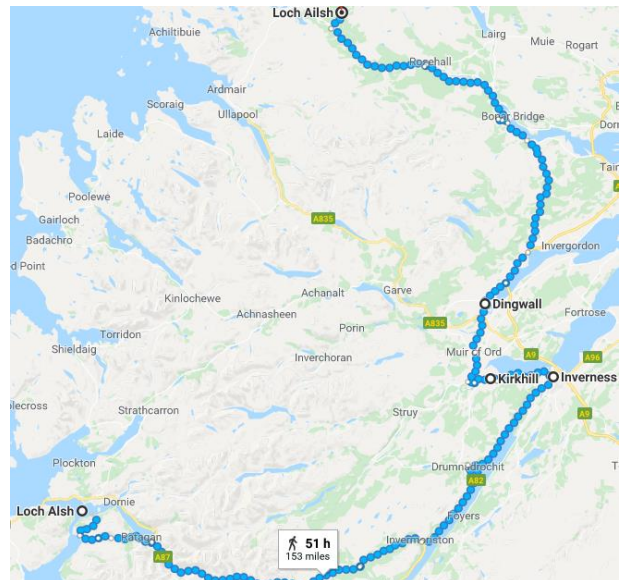 Loch Ailsh
Achiltibuie
Lairg
Muie
Rogart
Rosehall
Ardmair
Scoraig
Ullapool
Bonar Bridge
Laide
Poolewe
A835
Gairloch
Badachro
Invergordon
Kinlochewe
Achanalt
Garve
Dingwall
Achnasheen
Fortrose
Porin
A835
Torridon
Inverchoran
Muir of Ord
A9
A96
Shieldaig
Kirkhill
Inverness
Strathcarron
Struy
A9
Plockton
Drumnadrochit
A82
Loch Alsh
Dornie
Foyers
Ratagan
A87
51 h
153 miles
Invermoriston